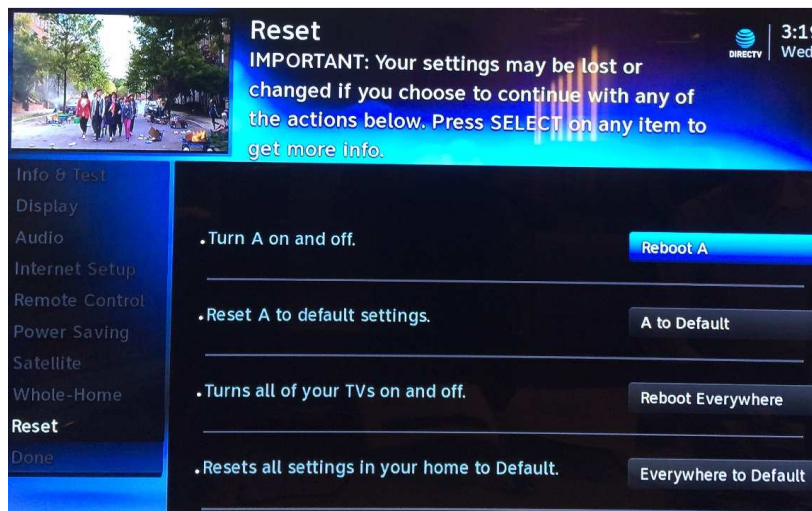 Reset
IMPORTANT: Your settings may be lost or
changed if you choose to continue with any of
the actions below. Press SELECT on any item to
get more info.
DIRECTV
Wed
Info & Test
Display
Audio
Internet Setup
Remote Control
Power Saving
Satellite
Whole-Home
Reset
Done
.Turn A on and off.
Reboot A
.Reset A to default settings.
A to Default
.Turns all of your TVs on and off.
Reboot Everywhere
.Resets all settings in your home to Default.
Everywhere to Default